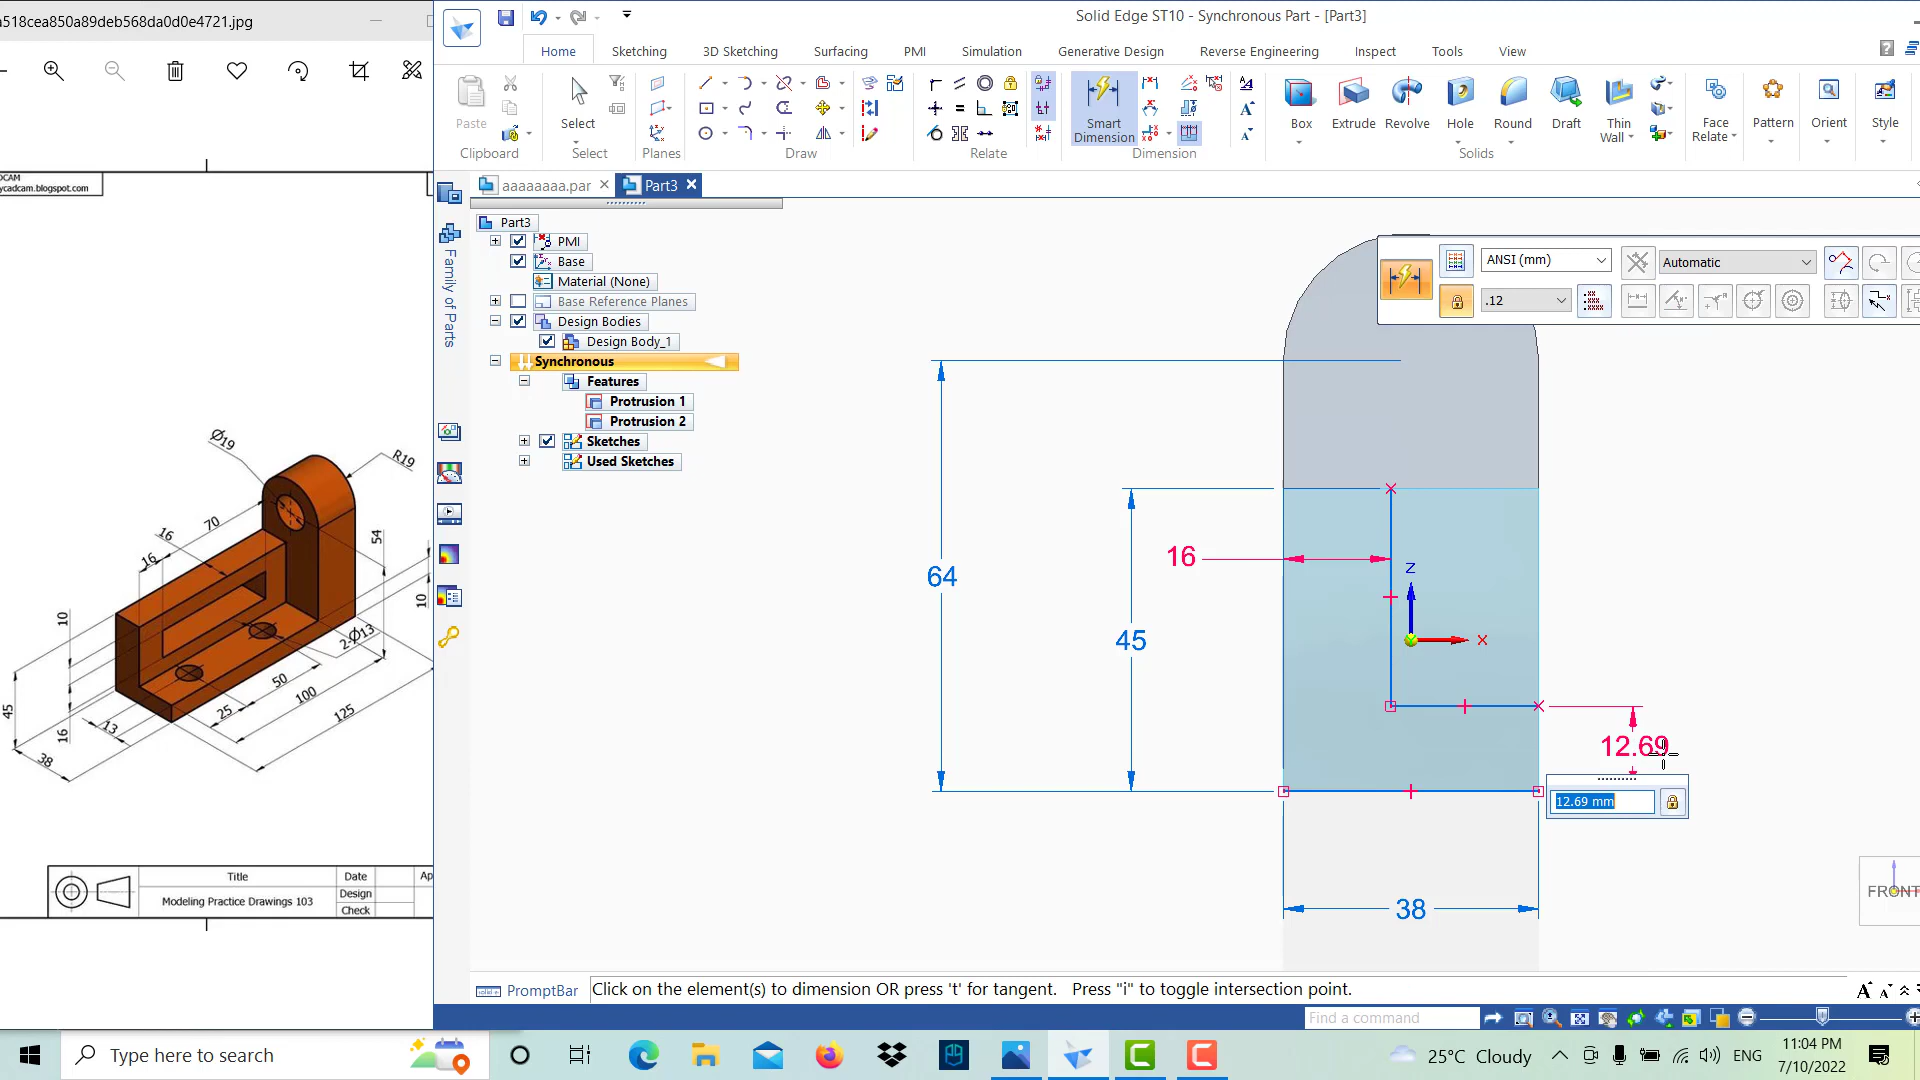 a518cea850a89deb568da0d0e4721.jpg
Solid Edge ST10 - Synchronous Part - [Part3]
Home
Sketching
3D Sketching
Surfacing
PMI
Simulation
Generative Design
Reverse Engineering
Inspect
Tools
View
Paste
Select
Smart
Dimension
Box
Extrude
Revolve
Hole
Round
Draft
Thin
Wall
Face
Relate
Pattern
Orient
Style
Clipboard
Select
Planes
Draw
Relate
Dimension
Solids
aaaaaaaa.par
Part3
Family of Parts
Part3
PMI
Base
Material (None)
Base Reference Planes
Design Bodies
Design Body_1
Synchronous
Features
Protrusion 1
Protrusion 2
Sketches
Used Sketches
ANSI (mm)
Automatic
.12
64
45
16
38
12.69
12.69 mm
Z
X
FRONT
CAM
ycadcam.blogspot.com
Ø19
R19
70
16
16
54
10
10
2-Ø13
50
100
125
25
13
16
45
38
Title
Date
Modeling Practice Drawings 103
Design
Check
PromptBar
Click on the element(s) to dimension OR press 't' for tangent.   Press "i" to toggle intersection point.
Find a command
Type here to search
25°C Cloudy
ENG
11:04 PM
7/10/2022